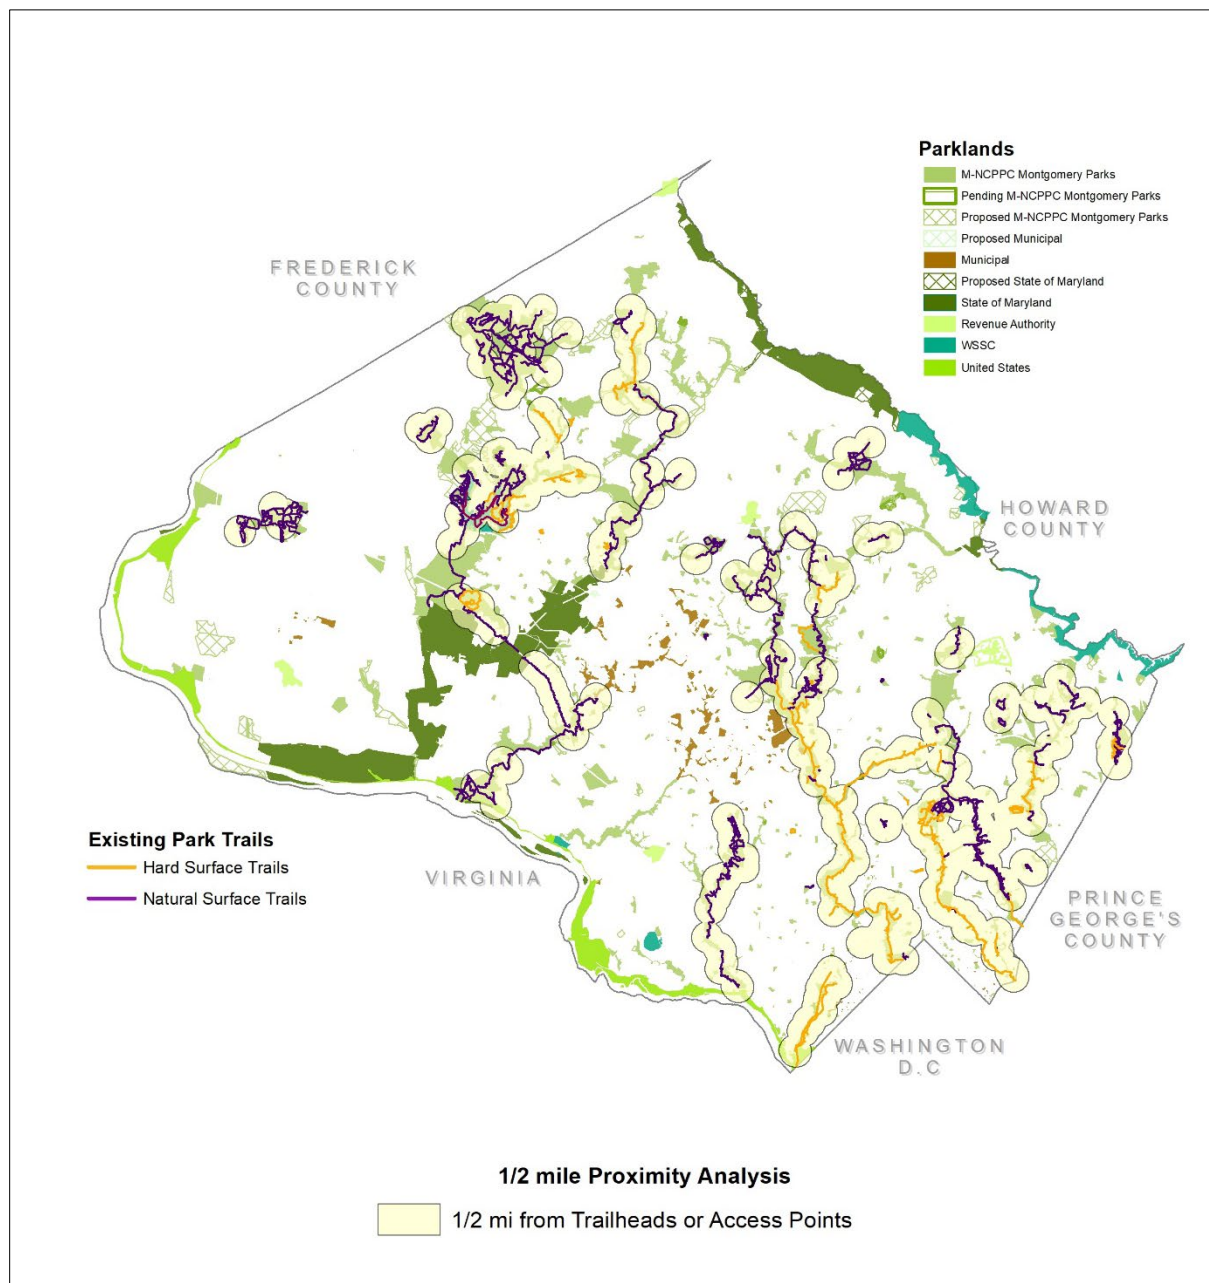 Parklands
M-NCPPC Montgomery Parks
Pending M-NCPPC Montgomery Parks
Proposed M-NCPPC Montgomery Parks
Proposed Municipal
Municipal
Proposed State of Maryland
State of Maryland
Revenue Authority
WSSC
United States
FREDERICK
COUNTY
HOWARD
COUNTY
Existing Park Trails
Hard Surface Trails
Natural Surface Trails
VIRGINIA
PRINCE
GEORGE'S
COUNTY
WASHINGTON
D.C
1/2 mile Proximity Analysis
1/2 mi from Trailheads or Access Points